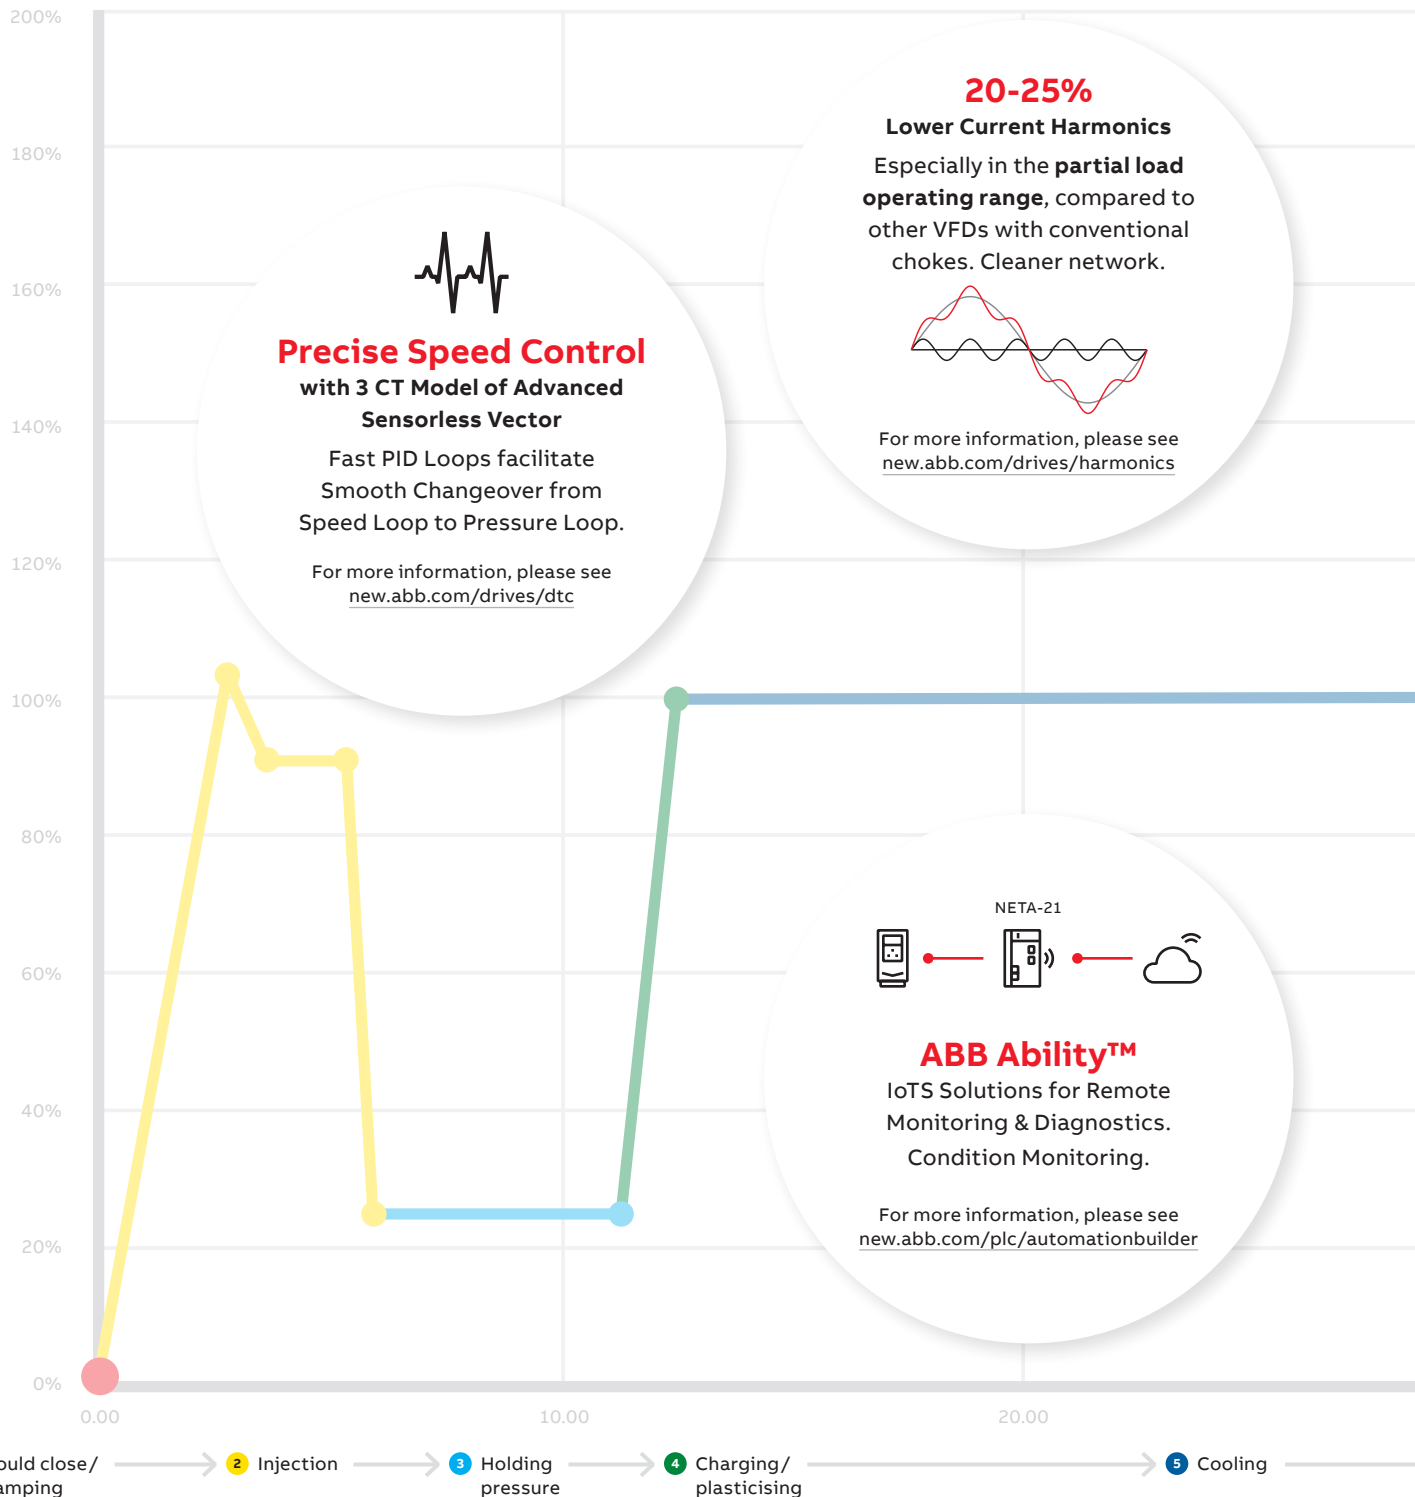 200%
180%
160%
140%
120%
100%
80%
60%
40%
20%
0%
0.00
10.00
20.00
20-25%
Lower Current Harmonics
Especially in the partial load
operating range, compared to
other VFDs with conventional
chokes. Cleaner network.
For more information, please see
new.abb.com/drives/harmonics
Precise Speed Control
with 3 CT Model of Advanced
Sensorless Vector
Fast PID Loops facilitate
Smooth Changeover from
Speed Loop to Pressure Loop.
For more information, please see
new.abb.com/drives/dtc
NETA-21
ABB Ability™
IoTS Solutions for Remote
Monitoring & Diagnostics.
Condition Monitoring.
For more information, please see
new.abb.com/plc/automationbuilder
ould close/
amping
2 Injection
3 Holding
pressure
4 Charging/
plasticising
5 Cooling